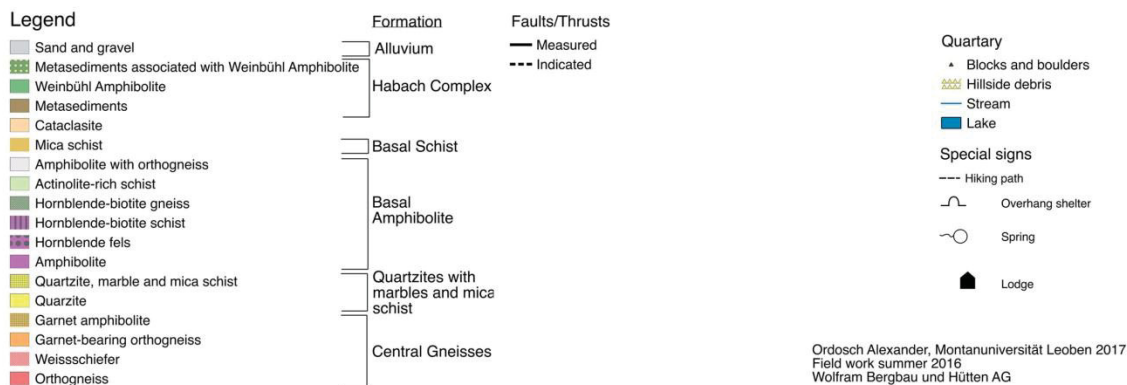 Legend
Sand and gravel
Metasediments associated with Weinbühl Amphibolite
Weinbühl Amphibolite
Metasediments
Cataclasite
Mica schist
Amphibolite with orthogneiss
Actinolite-rich schist
Hornblende-biotite gneiss
Hornblende-biotite schist
Hornblende fels
Amphibolite
Quartzite, marble and mica schist
Quarzite
Garnet amphibolite
Garnet-bearing orthogneiss
Weissschiefer
Orthogneiss
Formation
Alluvium
Habach Complex
Basal Schist
Basal
Amphibolite
Quartzites with
marbles and mica
schist
Central Gneisses
Faults/Thrusts
Measured
Indicated
Quartary
Blocks and boulders
Hillside debris
Stream
Lake
Special signs
Hiking path
Overhang shelter
Spring
Lodge
Ordosch Alexander, Montanuniversität Leoben 2017
Field work summer 2016
Wolfram Bergbau und Hütten AG